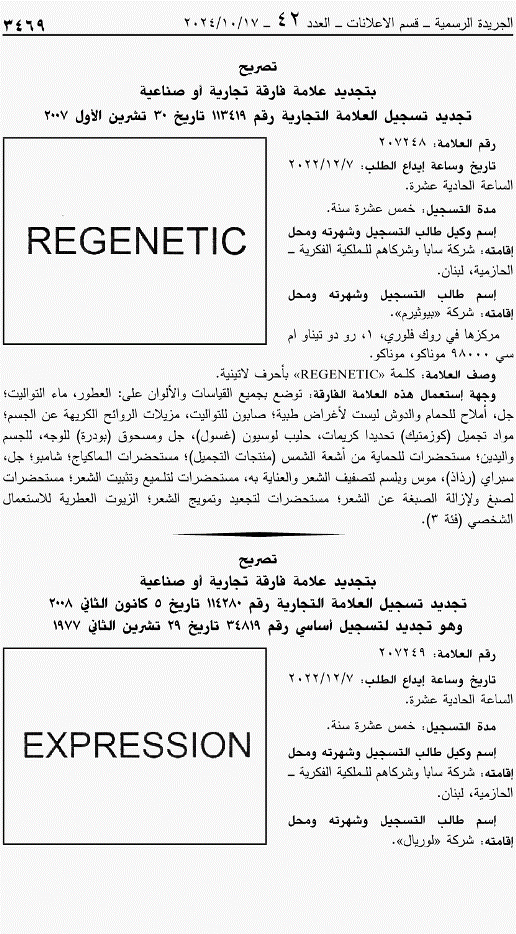 الجريدة الرسمية ــ قسم الاعلانات ــ العدد ٤٢ ــ ٢٠٢٤/١٠/١٧
٣٤٦٩
تصريح
بتجديد علامة فارقة تجارية أو صناعية
تجديد تسجيل العلامة التجارية رقم ١١٣٤١٩ تاريخ ٣٠ تشرين الأول ٢٠٠٧
رقم العلامة: ٢٠٧٢٤٨
تاريخ وساعة إيداع الطلب: ٢٠٢٢/١٢/٧
الساعة الحادية عشرة.
مدة التسجيل: خمس عشرة سنة.
إسم وكيل طالب التسجيل وشهرته ومحل
إقامته: شركة سابا وشركاهم للملكية الفكرية ــ
الحازمية، لبنان.
إسم طالب التسجيل وشهرته ومحل
إقامته: شركة «بيوثيرم».
مركزها في روك فلوري، ١، رو دو تيناو ام
سي ٩٨٠٠٠ موناكو، موناكو.
REGENETIC
وصف العلامة: كلمة «REGENETIC» بأحرف لاتينية.
وجهة إستعمال هذه العلامة الفارقة: توضع بجميع القياسات والألوان على: العطور، ماء التواليت؛
جل، أملاح للحمام والدوش ليست لأغراض طبية؛ صابون للتواليت، مزيلات الروائح الكريهة عن الجسم؛
مواد تجميل (كوزمتيك) تحديدا كريمات، حليب لوسيون (غسول)، جل ومسحوق (بودرة) للوجه، للجسم
واليدين؛ مستحضرات للحماية من أشعة الشمس (منتجات التجميل)؛ مستحضرات الماكياج؛ شامبو؛ جل،
سبراي (رذاذ)، موس وبلسم لتصفيف الشعر والعناية به، مستحضرات لتلميع وتثبيت الشعر؛ مستحضرات
لصبغ ولإزالة الصبغة عن الشعر؛ مستحضرات لتجعيد وتمويج الشعر؛ الزيوت العطرية للاستعمال
الشخصي (فئة ٣).
تصريح
بتجديد علامة فارقة تجارية أو صناعية
تجديد تسجيل العلامة التجارية رقم ١١٤٢٨٠ تاريخ ٥ كانون الثاني ٢٠٠٨
وهو تجديد لتسجيل أساسي رقم ٣٤٨١٩ تاريخ ٢٩ تشرين الثاني ١٩٧٧
رقم العلامة: ٢٠٧٢٤٩
تاريخ وساعة إيداع الطلب: ٢٠٢٢/١٢/٧
الساعة الحادية عشرة.
مدة التسجيل: خمس عشرة سنة.
إسم وكيل طالب التسجيل وشهرته ومحل
إقامته: شركة سابا وشركاهم للملكية الفكرية ــ
الحازمية، لبنان.
إسم طالب التسجيل وشهرته ومحل
إقامته: شركة «لوريال».
EXPRESSION